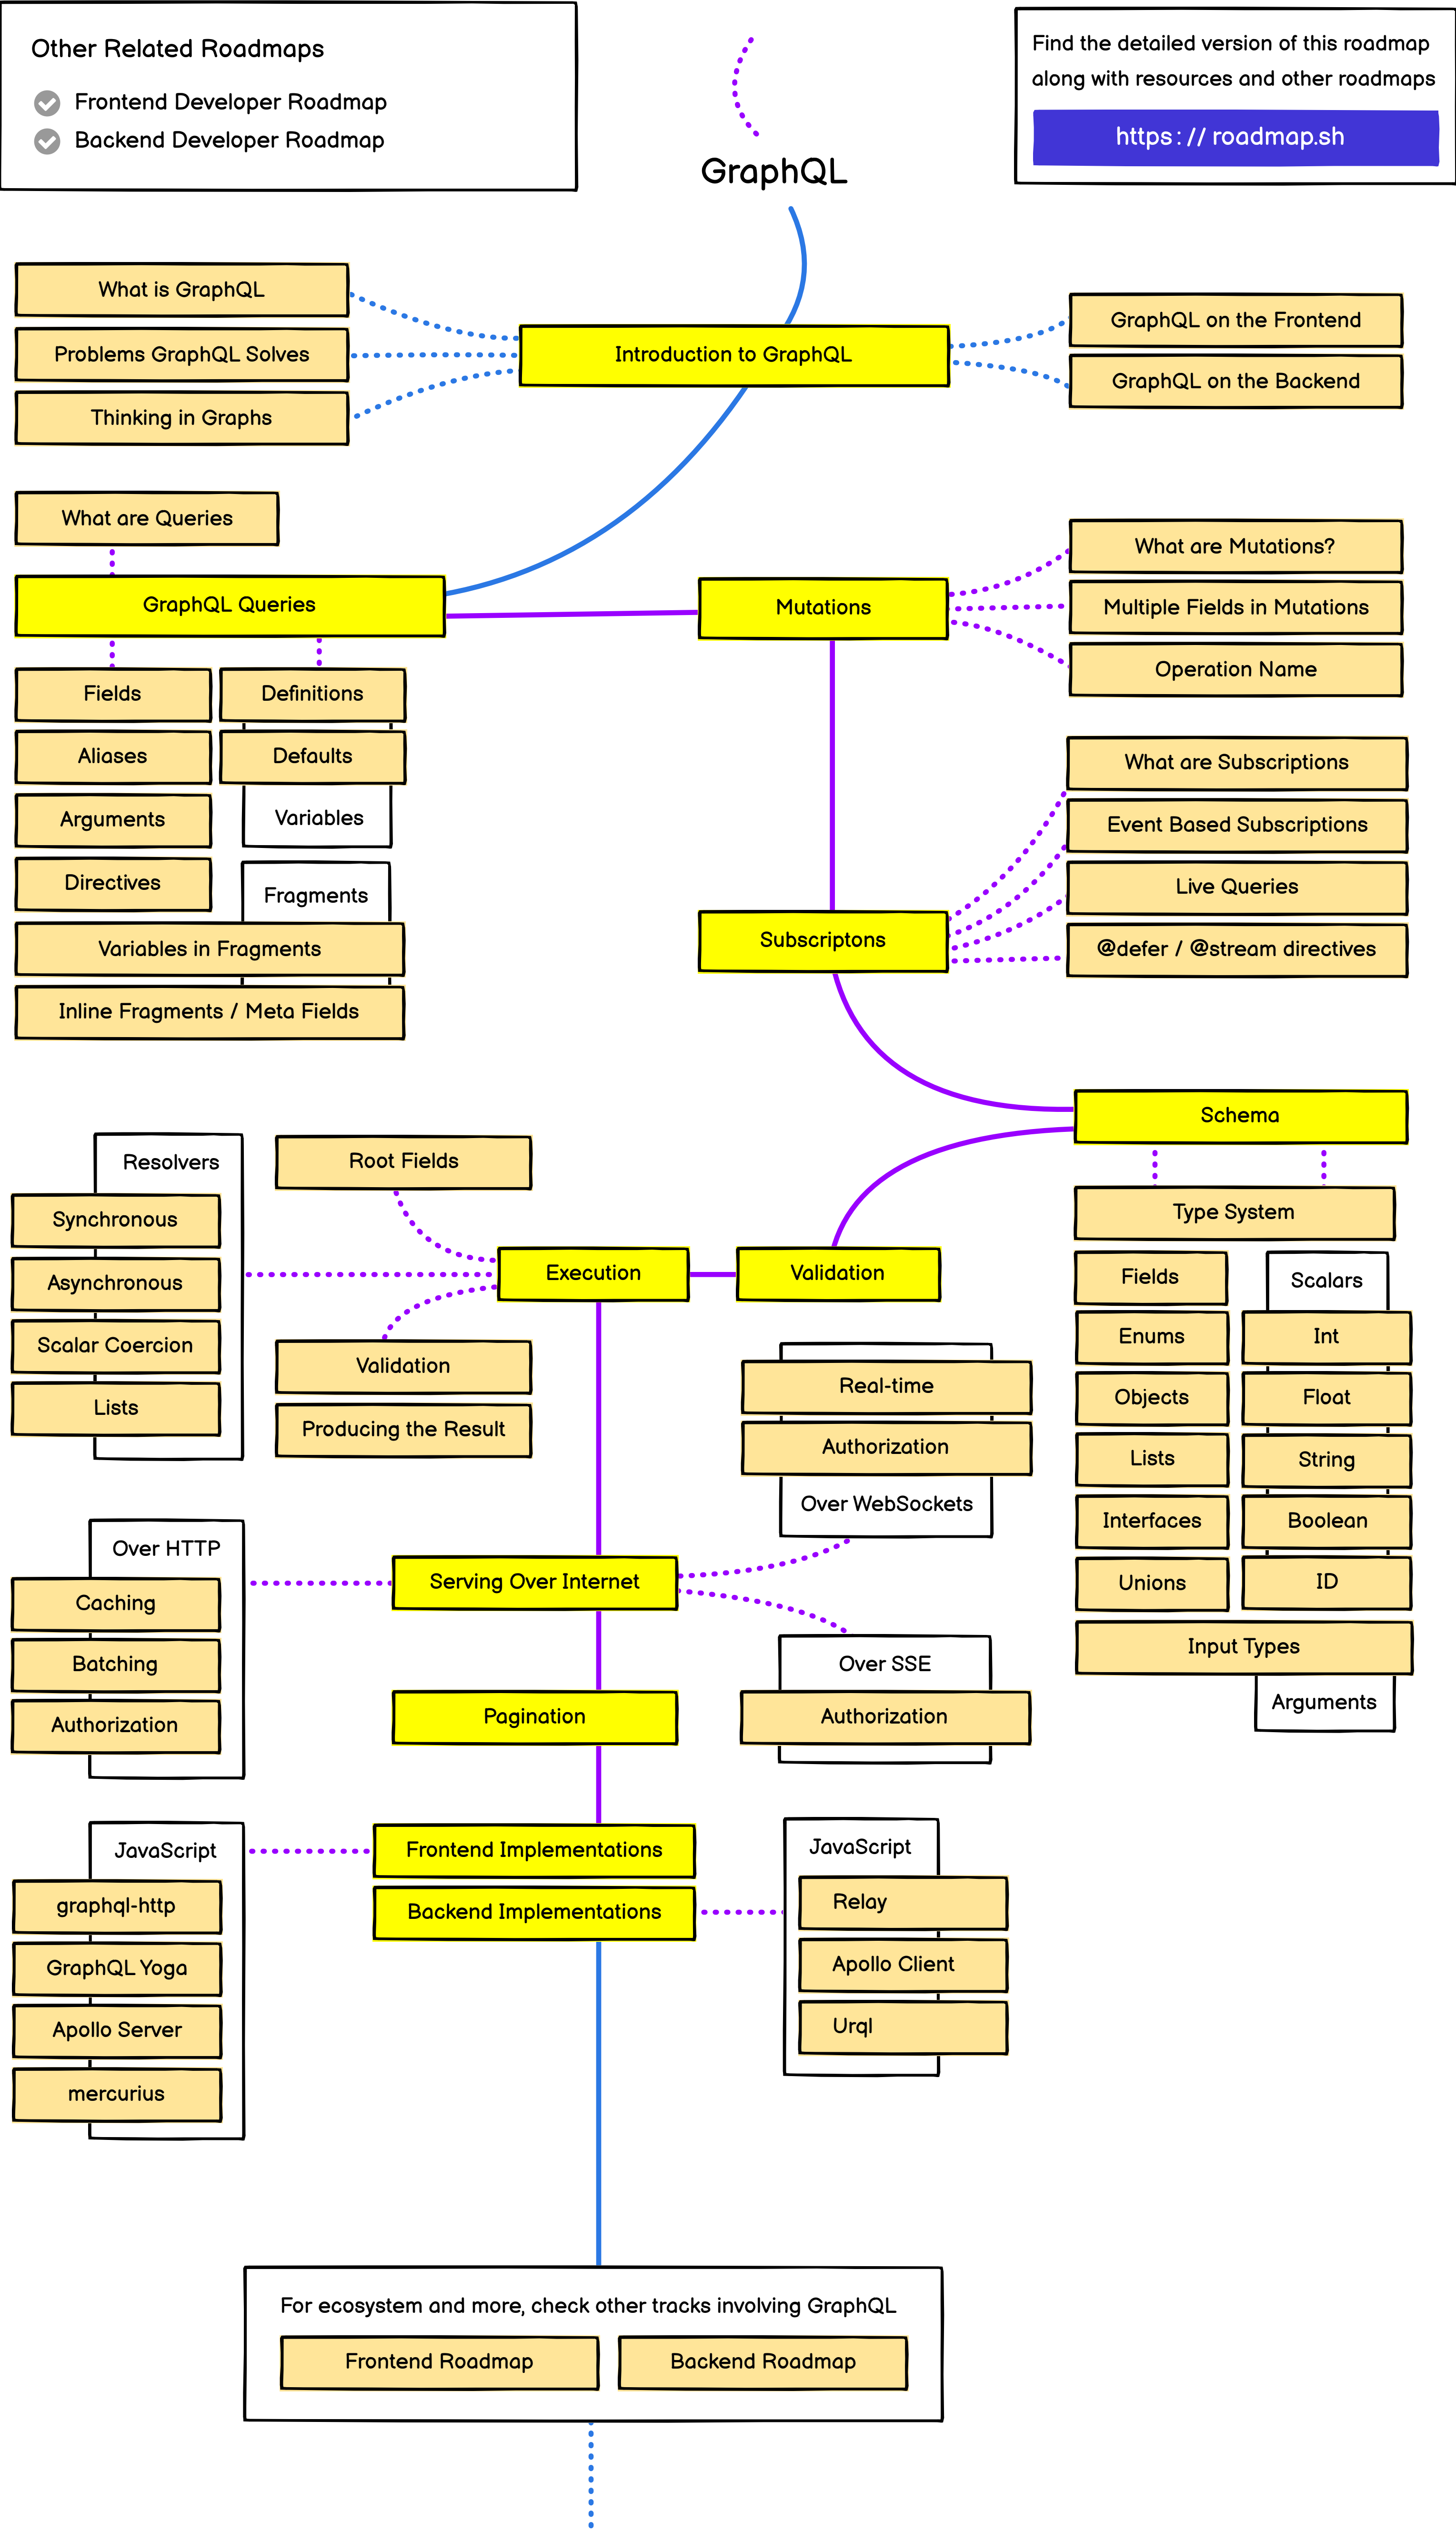 Other Related Roadmaps
Frontend Developer Roadmap
Backend Developer Roadmap
Find the detailed version of this roadmap
along with resources and other roadmaps
https://roadmap.sh
GraphQL
What is GraphQL
Problems GraphQL Solves
Thinking in Graphs
Introduction to GraphQL
GraphQL on the Frontend
GraphQL on the Backend
What are Queries
GraphQL Queries
Fields
Aliases
Arguments
Directives
Definitions
Defaults
Variables
Fragments
Variables in Fragments
Inline Fragments / Meta Fields
Mutations
What are Mutations?
Multiple Fields in Mutations
Operation Name
Subscriptons
What are Subscriptions
Event Based Subscriptions
Live Queries
@defer / @stream directives
Schema
Type System
Fields
Enums
Objects
Lists
Interfaces
Unions
Scalars
Int
Float
String
Boolean
ID
Input Types
Arguments
Validation
Execution
Root Fields
Validation
Producing the Result
Resolvers
Synchronous
Asynchronous
Scalar Coercion
Lists
Real-time
Authorization
Over WebSockets
Serving Over Internet
Over HTTP
Caching
Batching
Authorization
Over SSE
Authorization
Pagination
Frontend Implementations
Backend Implementations
JavaScript
graphql-http
GraphQL Yoga
Apollo Server
mercurius
JavaScript
Relay
Apollo Client
Urql
For ecosystem and more, check other tracks involving GraphQL
Frontend Roadmap
Backend Roadmap